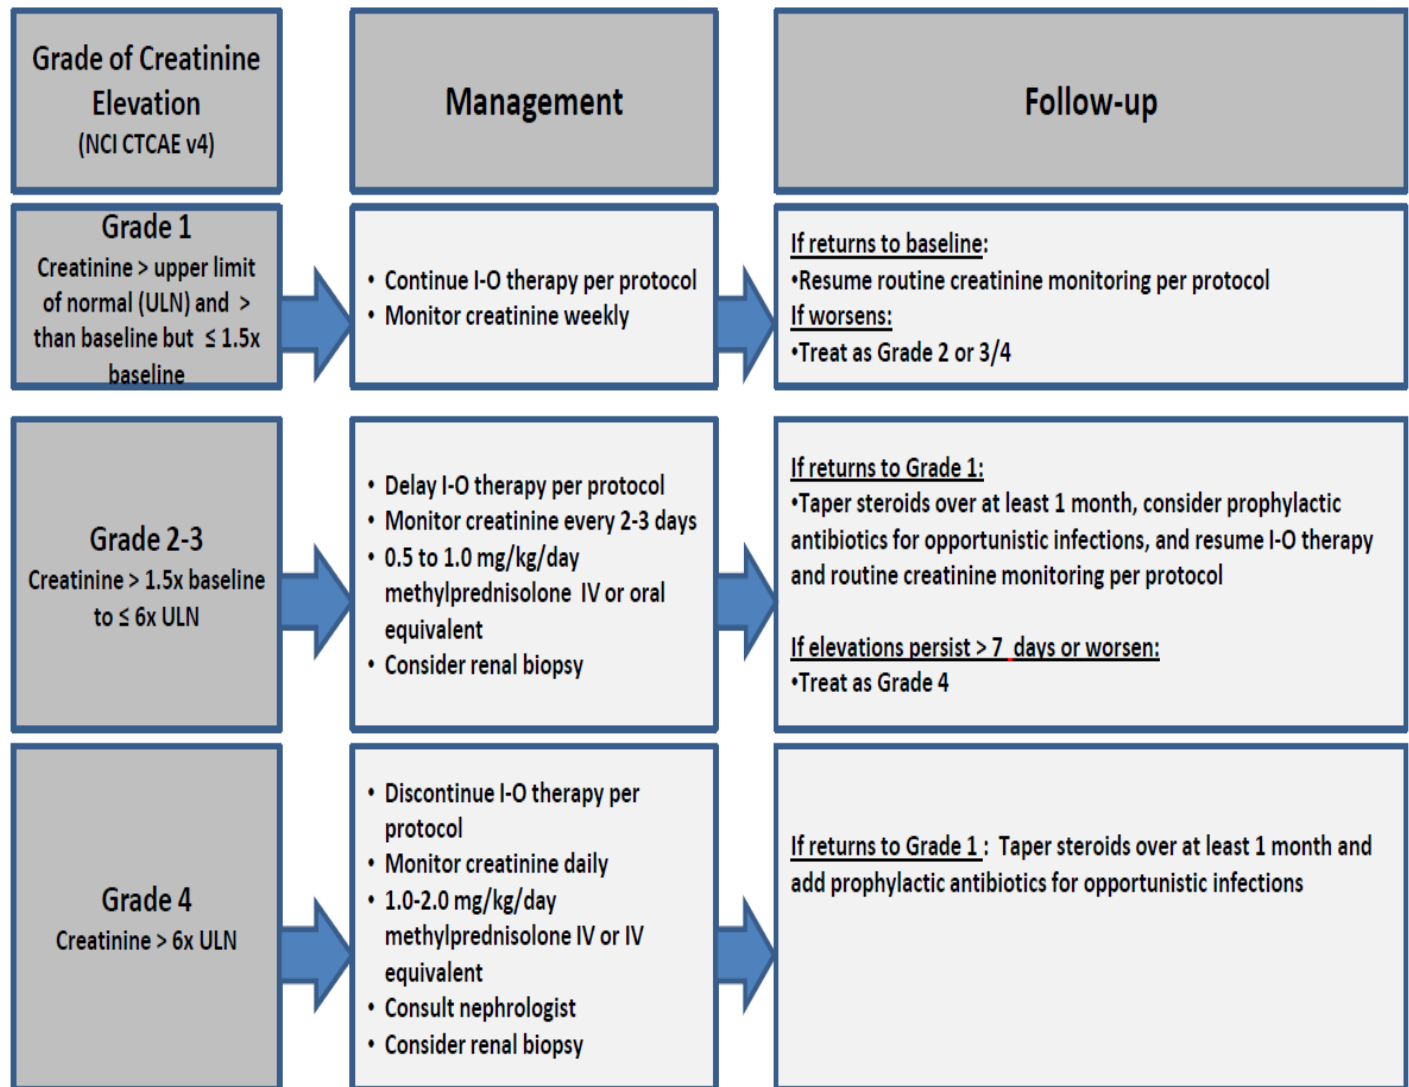 Grade of Creatinine
Elevation
(NCI CTCAE v4)
Management
Follow-up
Grade 1
Creatinine > upper limit
of normal (ULN) and >
than baseline but ≤ 1.5x
baseline
• Continue I-O therapy per protocol
• Monitor creatinine weekly
If returns to baseline:
•Resume routine creatinine monitoring per protocol
If worsens:
•Treat as Grade 2 or 3/4
Grade 2-3
Creatinine > 1.5x baseline
to ≤ 6x ULN
• Delay I-O therapy per protocol
• Monitor creatinine every 2-3 days
• 0.5 to 1.0 mg/kg/day
methylprednisolone IV or oral
equivalent
• Consider renal biopsy
If returns to Grade 1:
•Taper steroids over at least 1 month, consider prophylactic
antibiotics for opportunistic infections, and resume I-O therapy
and routine creatinine monitoring per protocol
If elevations persist > 7 days or worsen:
•Treat as Grade 4
Grade 4
Creatinine > 6x ULN
• Discontinue I-O therapy per
protocol
• Monitor creatinine daily
• 1.0-2.0 mg/kg/day
methylprednisolone IV or IV
equivalent
• Consult nephrologist
• Consider renal biopsy
If returns to Grade 1 : Taper steroids over at least 1 month and
add prophylactic antibiotics for opportunistic infections